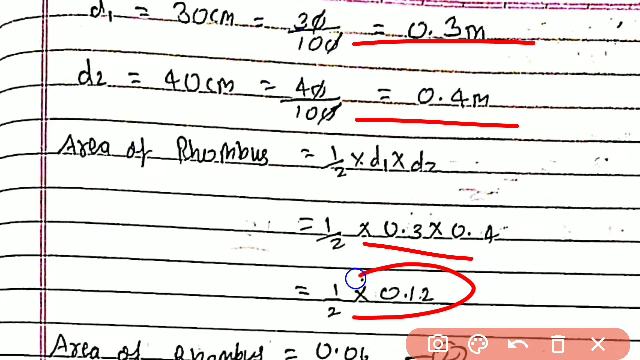 d1 = 30cm = 30/100 = 0.3m
d2 = 40cm = 40/100 = 0.4m
Area of Rhombus = 1/2 x d1 x d2
= 1/2 x 0.3 x 0.4
= 1/2 x 0.12
Area of Rhombus = 0.06